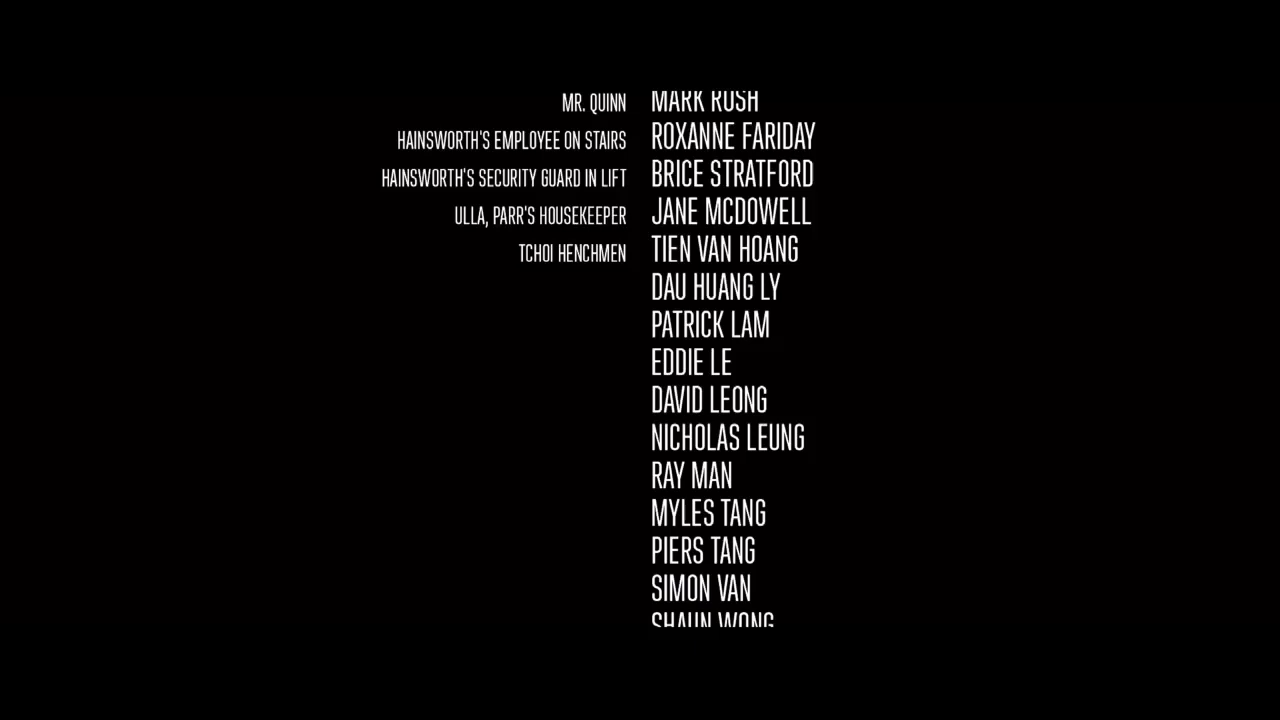 MR. QUINN MARK RUSH
HAINSWORTH'S EMPLOYEE ON STAIRS ROXANNE FARIDAY
HAINSWORTH'S SECURITY GUARD IN LIFT BRICE STRATFORD
ULLA, PARR'S HOUSEKEEPER JANE MCDOWELL
TCHOI HENCHMEN TIEN VAN HOANG
DAU HUANG LY
PATRICK LAM
EDDIE LE
DAVID LEONG
NICHOLAS LEUNG
RAY MAN
MYLES TANG
PIERS TANG
SIMON VAN
SHAUN WONG